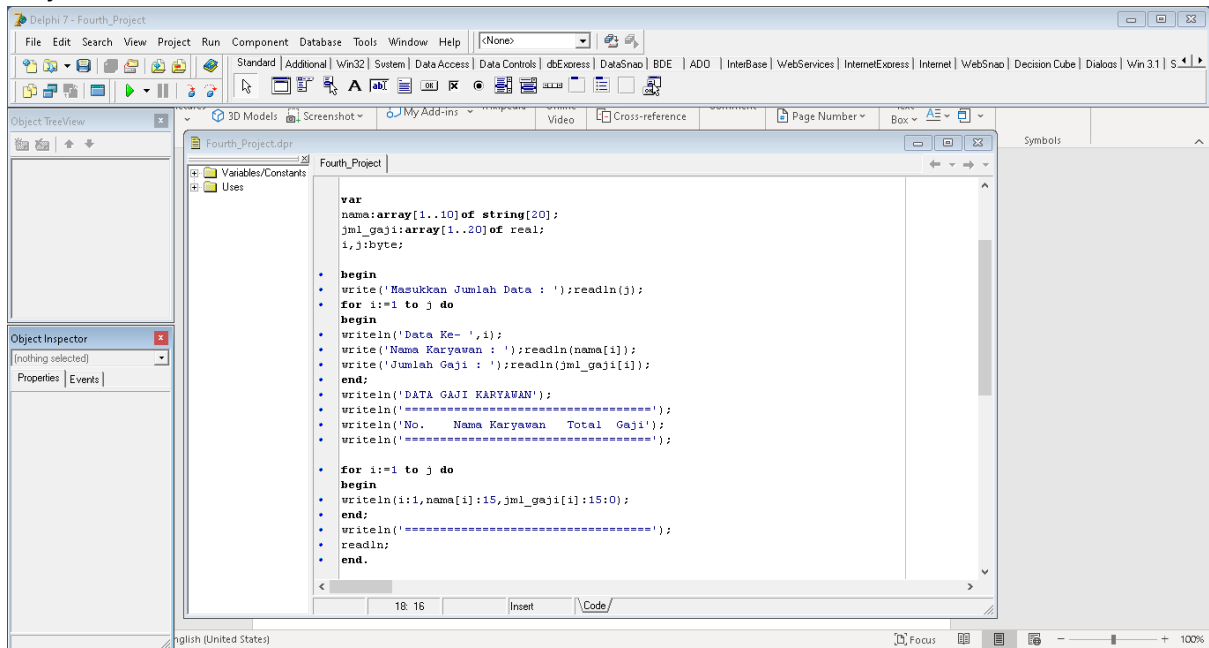 Delphi 7 - Fourth_Project
File Edit Search View Project Run Component Database Tools Window Help <None>
Standard Additional Win32 System Data Access Data Controls dbExpress DataSnap BDE ADO InterBase WebServices InternetExpress Internet WebSnap Decision Cube Dialogs Win 3.1 S
Object TreeView
3D Models Screenshot My Add-ins Video Cross-reference Page Number Box
Symbols
Fourth_Project.dpr
Variables/Constants
Uses
Fourth_Project
var
nama:array[1..10]of string[20];
jml_gaji:array[1..20]of real;
i,j:byte;
begin
write('Masukkan Jumlah Data : ');readln(j);
for i:=1 to j do
begin
writeln('Data Ke- ',i);
write('Nama Karyawan : ');readln(nama[i]);
write('Jumlah Gaji : ');readln(jml_gaji[i]);
end;
writeln('DATA GAJI KARYAWAN');
writeln('===================================');
writeln('No.    Nama Karyawan   Total  Gaji');
writeln('===================================');
for i:=1 to j do
begin
writeln(i:1,nama[i]:15,jml_gaji[i]:15:0);
end;
writeln('===================================');
readln;
end.
Object Inspector
(nothing selected)
Properties Events
18: 16 Insert Code
nglish (United States) Focus 100%